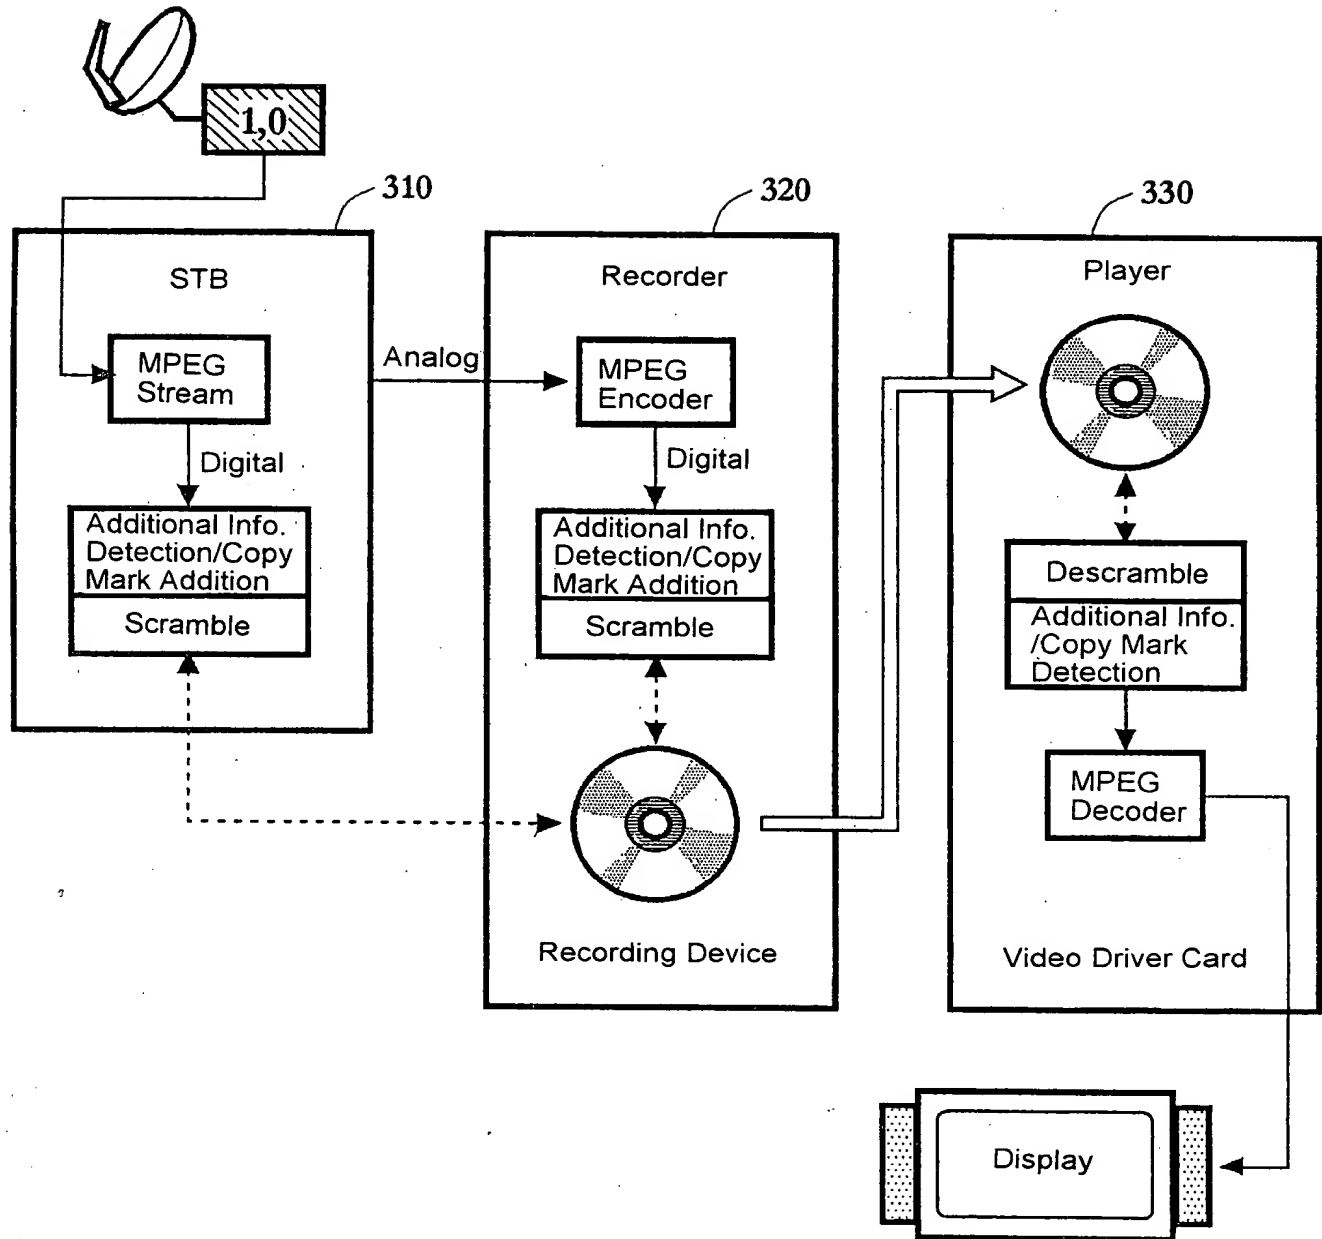 1,0
310
320
330
STB
MPEG
Stream
Digital
Additional Info.
Detection/Copy
Mark Addition
Scramble
Analog
Recorder
MPEG
Encoder
Digital
Additional Info.
Detection/Copy
Mark Addition
Scramble
Recording Device
Player
Descramble
Additional Info.
/Copy Mark
Detection
MPEG
Decoder
Video Driver Card
Display